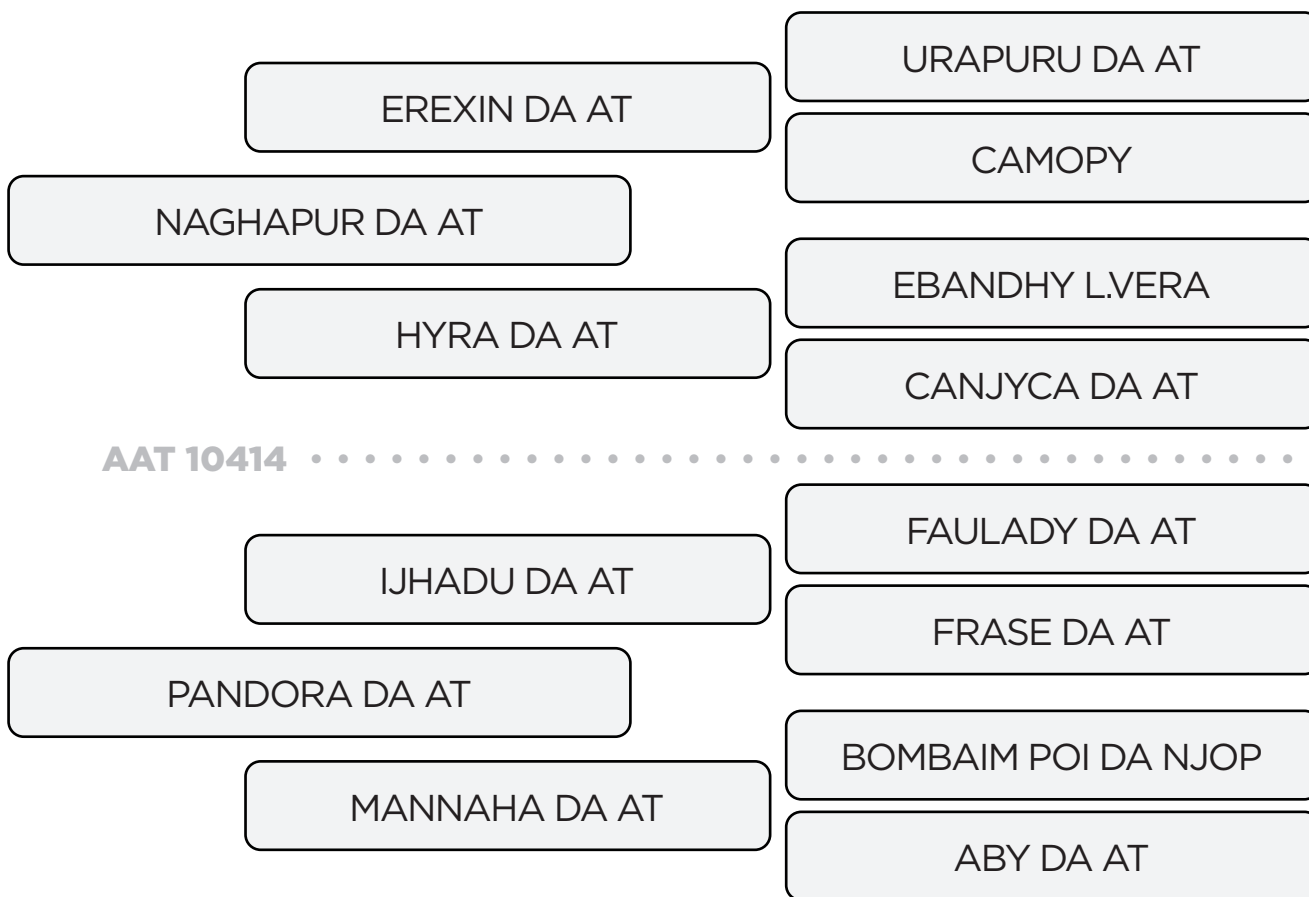 URAPURU DA AT
EREXIN DA AT
CAMOPY
NAGHAPUR DA AT
EBANDHY L.VERA
HYRA DA AT
CANJYCA DA AT
AAT 10414
FAULADY DA AT
IJHADU DA AT
FRASE DA AT
PANDORA DA AT
BOMBAIM POI DA NJOP
MANNAHA DA AT
ABY DA AT